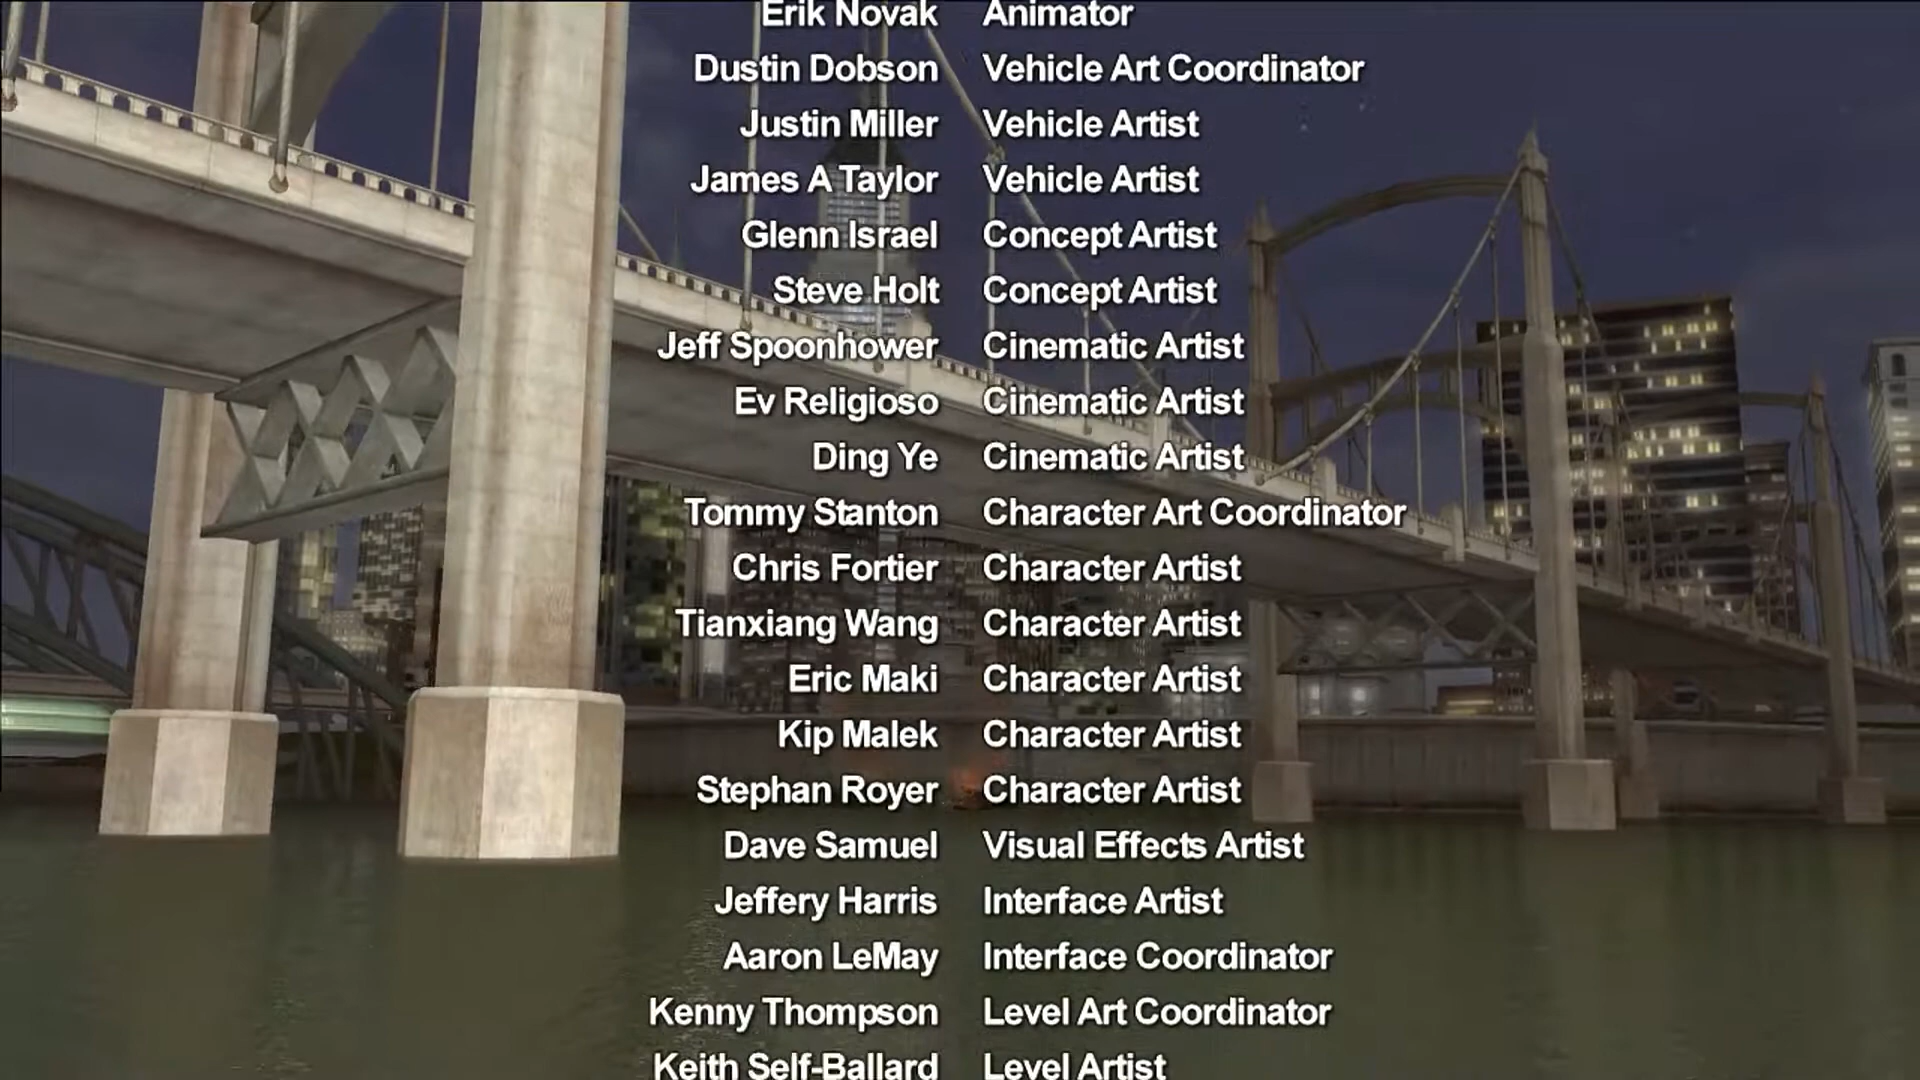 Erik Novak Animator
Dustin Dobson Vehicle Art Coordinator
Justin Miller Vehicle Artist
James A Taylor Vehicle Artist
Glenn Israel Concept Artist
Steve Holt Concept Artist
Jeff Spoonhower Cinematic Artist
Ev Religioso Cinematic Artist
Ding Ye Cinematic Artist
Tommy Stanton Character Art Coordinator
Chris Fortier Character Artist
Tianxiang Wang Character Artist
Eric Maki Character Artist
Kip Malek Character Artist
Stephan Royer Character Artist
Dave Samuel Visual Effects Artist
Jeffery Harris Interface Artist
Aaron LeMay Interface Coordinator
Kenny Thompson Level Art Coordinator
Keith Self-Ballard Level Artist